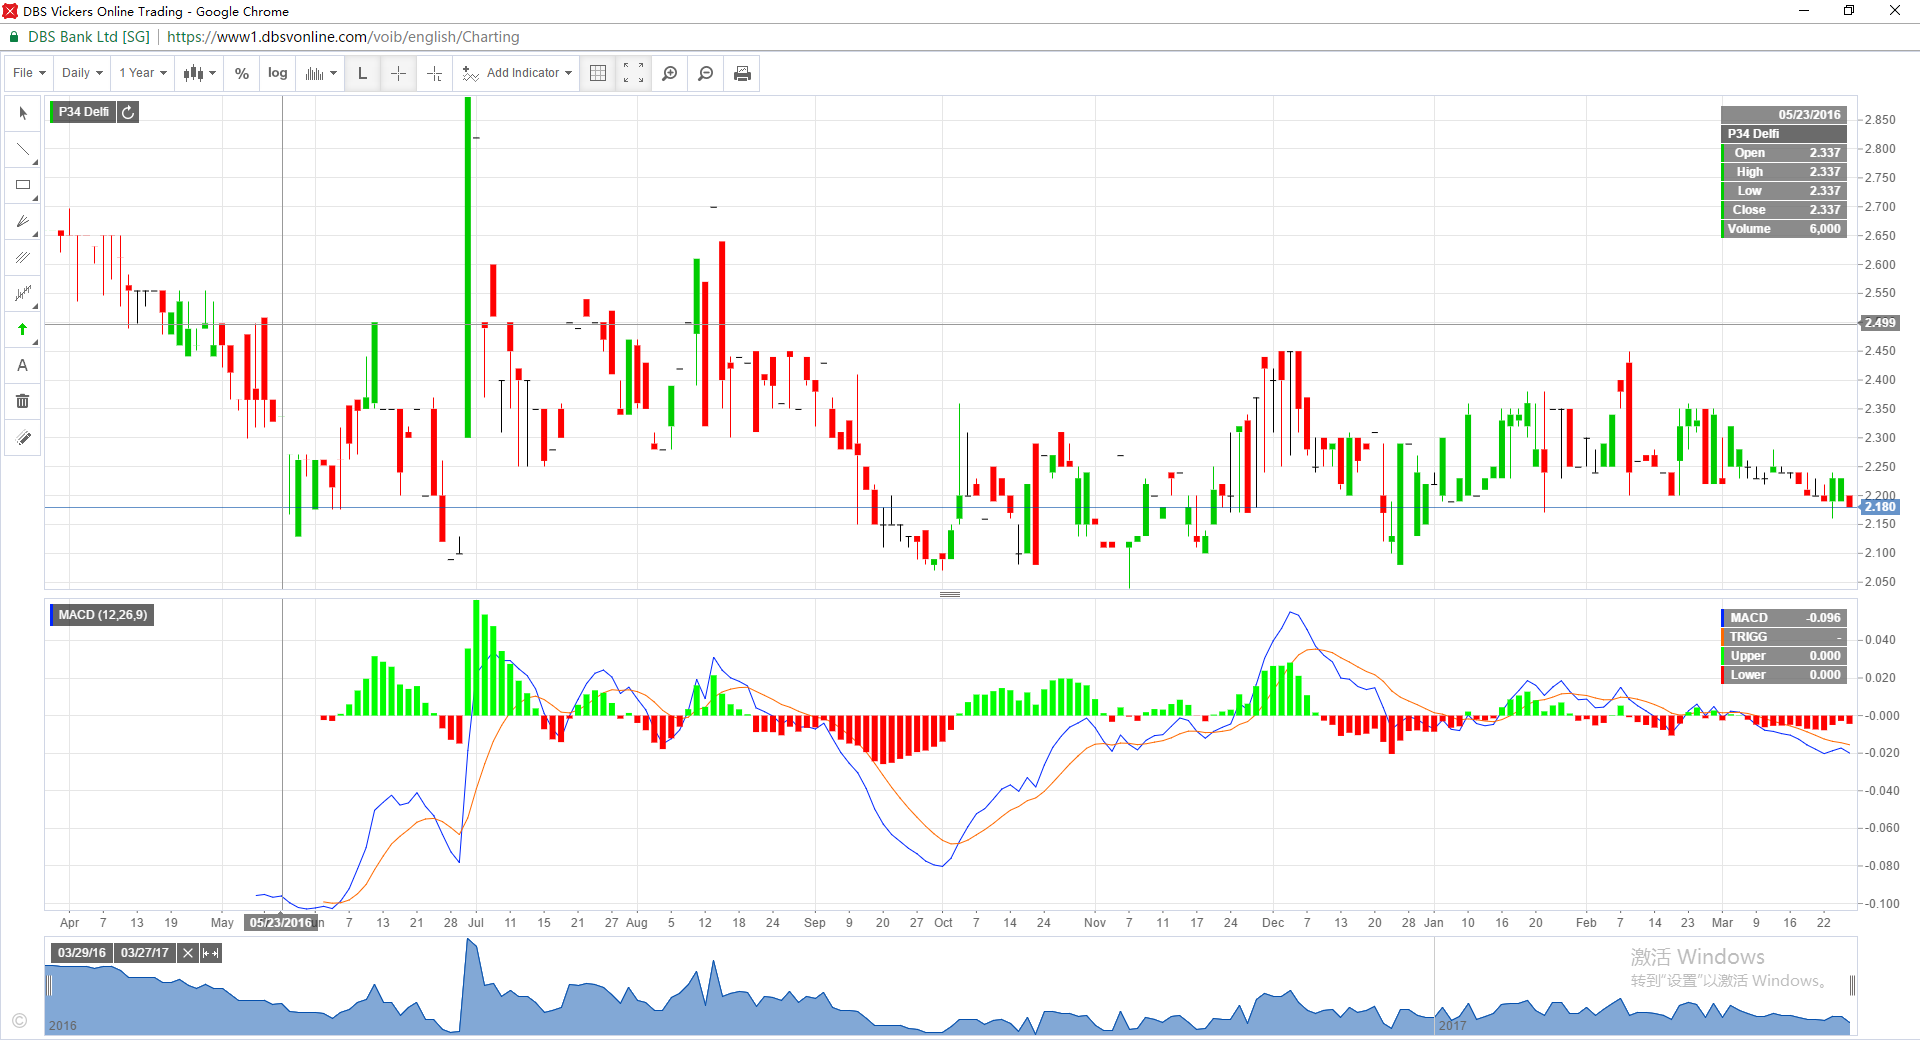 DBS Vickers Online Trading - Google Chrome
DBS Bank Ltd [SG] | https://www1.dbsvonline.com/voib/english/Charting
File Daily 1 Year % log L Add Indicator
P34 Delfi
A
05/23/2016
P34 Delfi
Open 2.337
High 2.337
Low 2.337
Close 2.337
Volume 6,000
2.850
2.800
2.750
2.700
2.650
2.600
2.550
2.499
2.450
2.400
2.350
2.300
2.250
2.200
2.180
2.150
2.100
2.050
MACD (12,26,9)
MACD -0.096
TRIGG -
Upper 0.000
Lower 0.000
0.040
0.020
-0.000
-0.020
-0.040
-0.060
-0.080
-0.100
Apr 7 13 19 May 05/23/2016 un 7 13 21 28 Jul 11 15 21 27 Aug 5 12 18 24 Sep 9 20 27 Oct 7 14 24 Nov 7 11 17 24 Dec 7 13 20 28 Jan 10 16 20 Feb 7 14 23 Mar 9 16 22
03/29/16 03/27/17
激活 Windows
转到“设置”以激活 Windows。
©
2016 2017